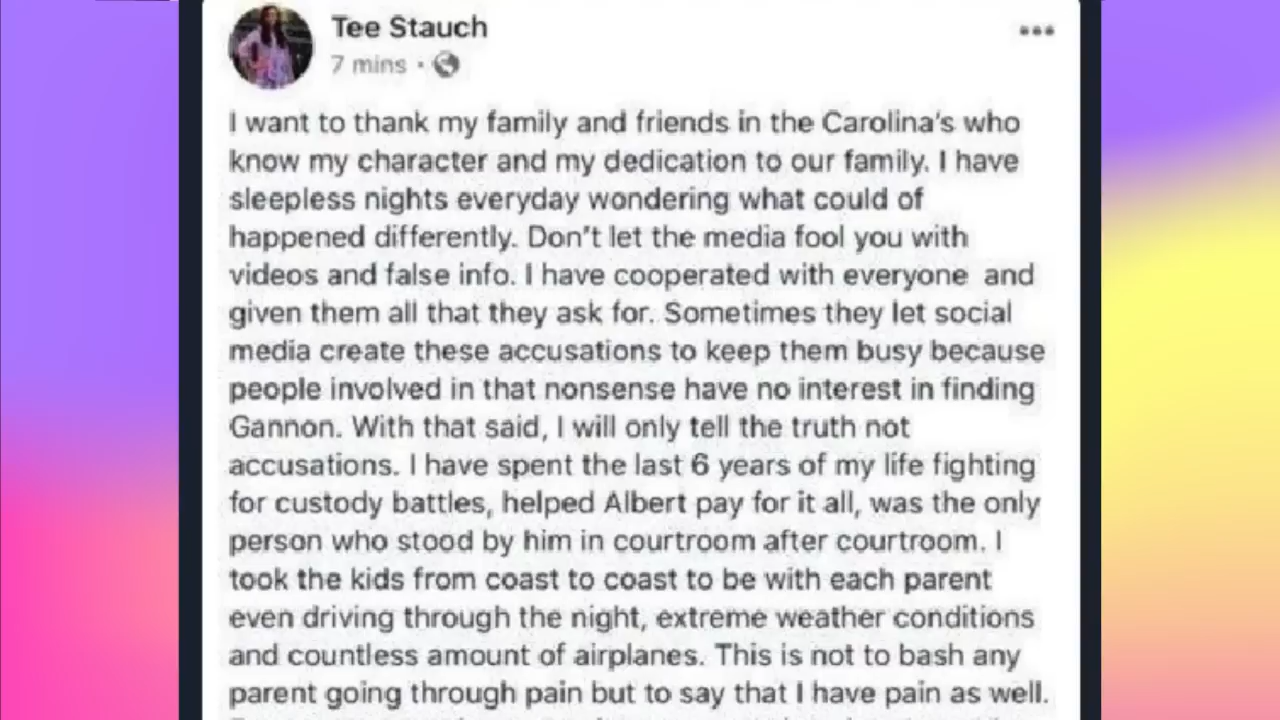 Tee Stauch
7 mins ·
I want to thank my family and friends in the Carolina's who
know my character and my dedication to our family. I have
sleepless nights everyday wondering what could of
happened differently. Don't let the media fool you with
videos and false info. I have cooperated with everyone and
given them all that they ask for. Sometimes they let social
media create these accusations to keep them busy because
people involved in that nonsense have no interest in finding
Gannon. With that said, I will only tell the truth not
accusations. I have spent the last 6 years of my life fighting
for custody battles, helped Albert pay for it all, was the only
person who stood by him in courtroom after courtroom. I
took the kids from coast to coast to be with each parent
even driving through the night, extreme weather conditions
and countless amount of airplanes. This is not to bash any
parent going through pain but to say that I have pain as well.